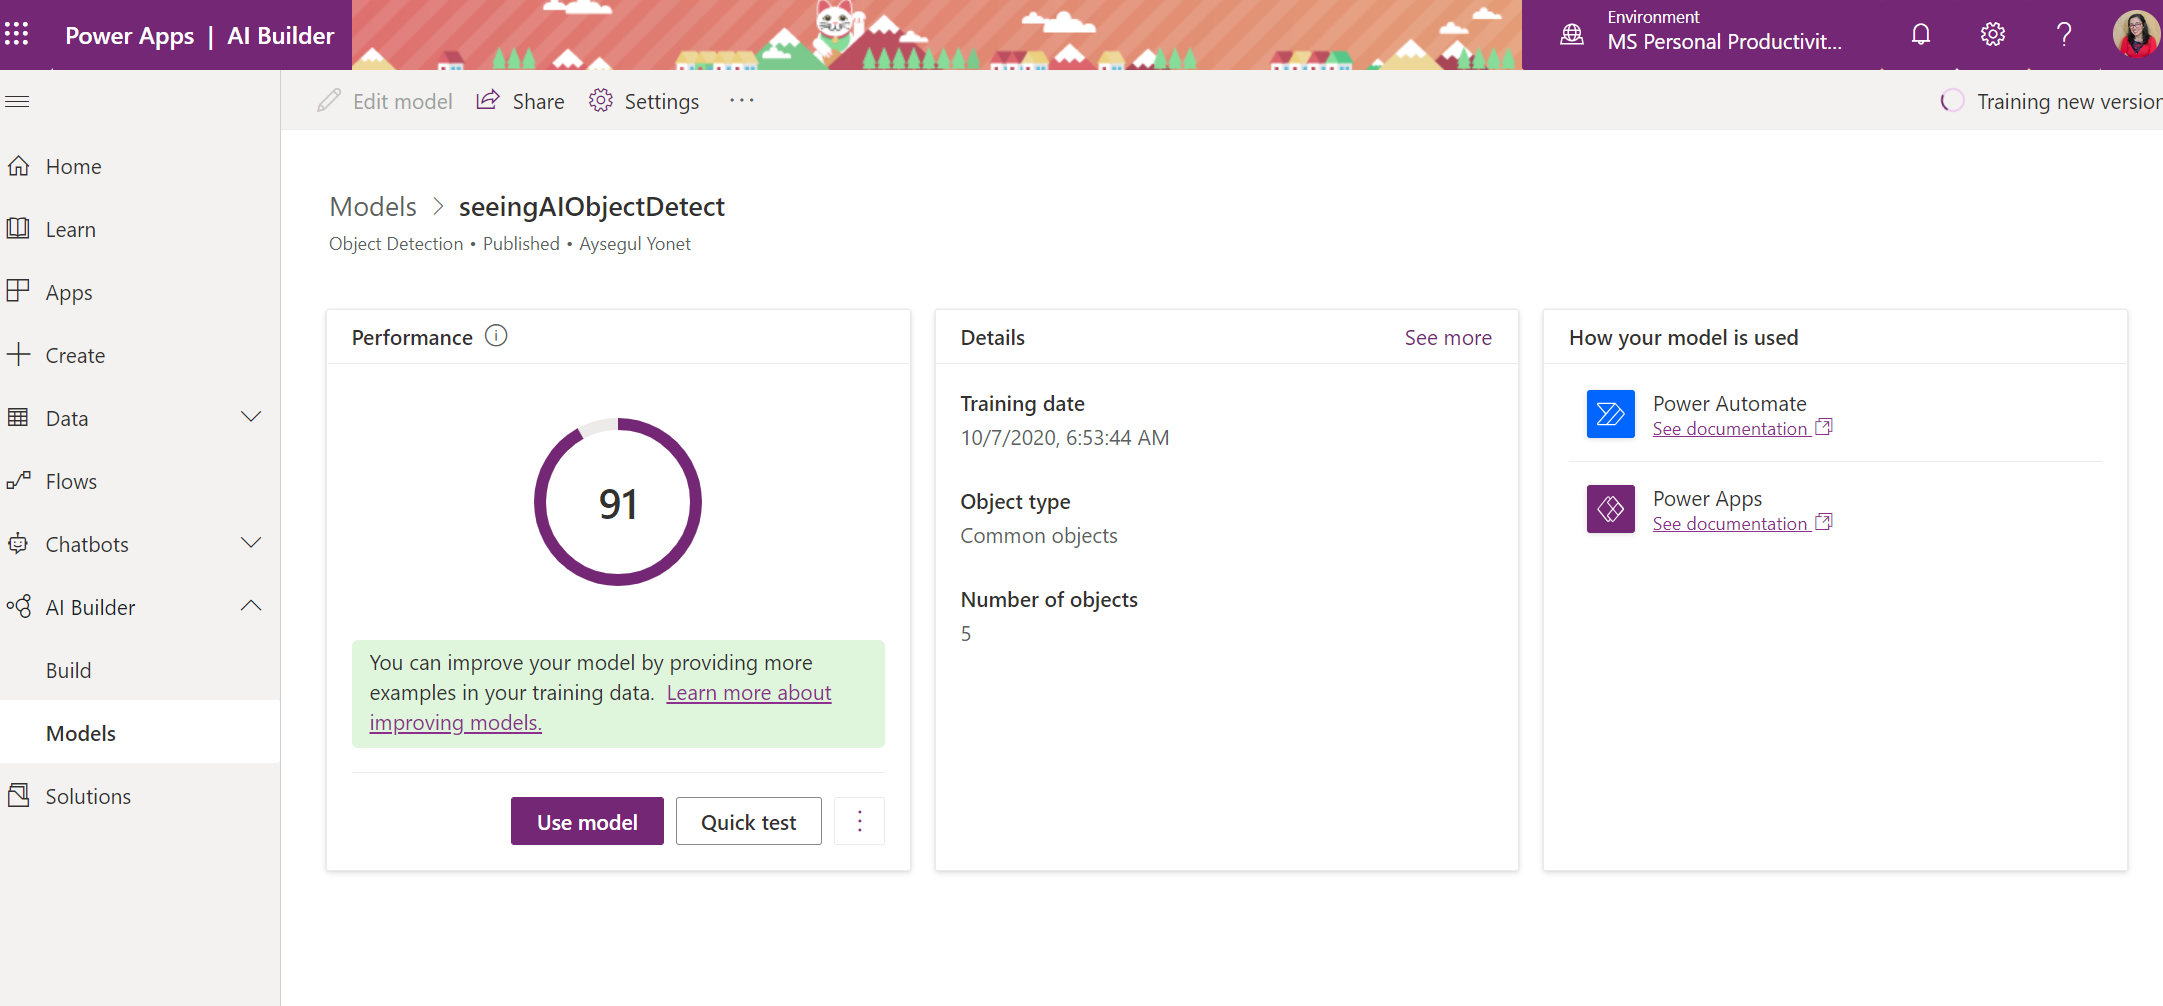 Power Apps | AI Builder
Environment
MS Personal Productivit...
Edit model
Share
Settings
...
Training new version
Home
Learn
Apps
Create
Data
Flows
Chatbots
AI Builder
Build
Models
Solutions
Models > seeingAIObjectDetect
Object Detection • Published • Aysegul Yonet
Performance
91
You can improve your model by providing more
examples in your training data. Learn more about
improving models.
Use model
Quick test
Details
See more
Training date
10/7/2020, 6:53:44 AM
Object type
Common objects
Number of objects
5
How your model is used
Power Automate
See documentation
Power Apps
See documentation